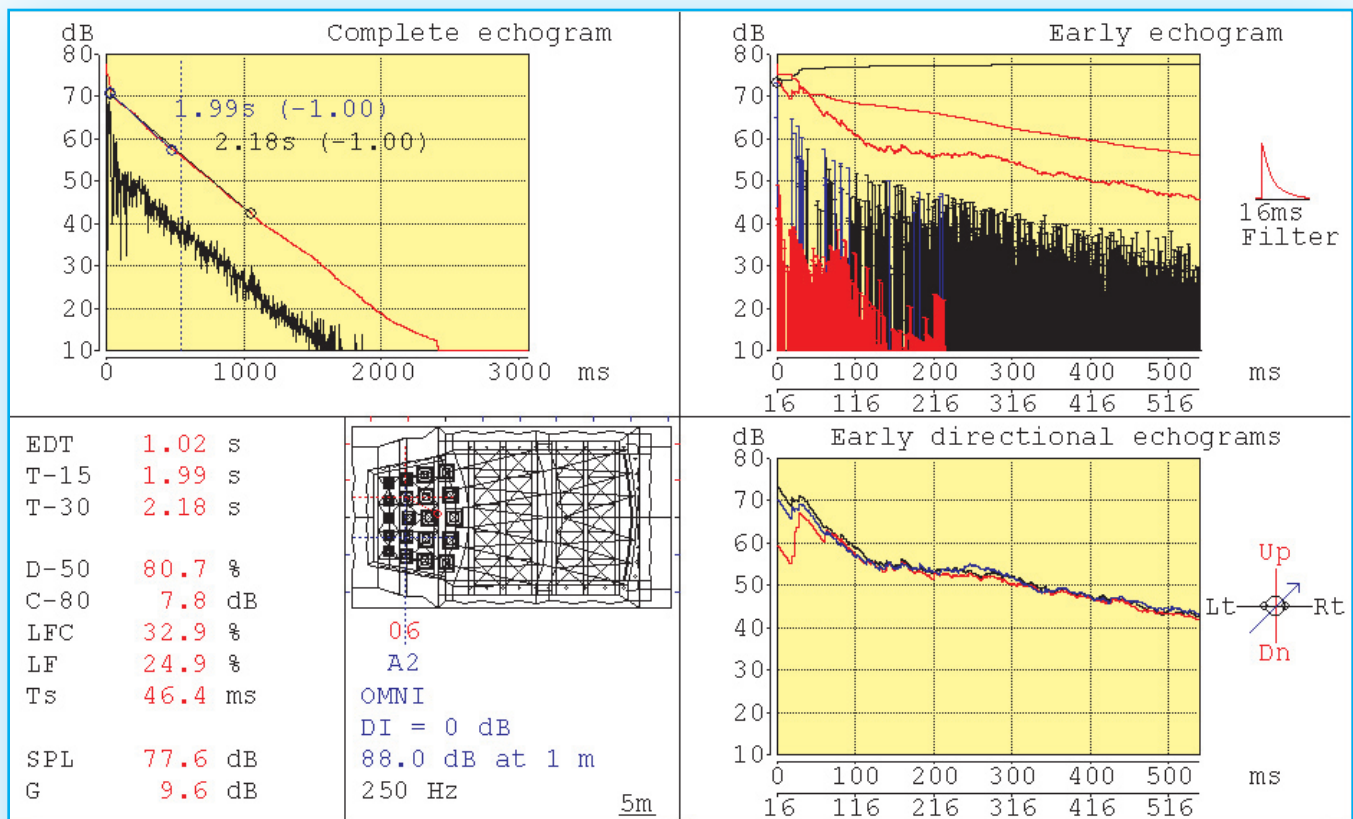 dB Complete echogram
80
70
60
50
40
30
20
10
1.99s (-1.00)
2.18s (-1.00)
0 1000 2000 3000 ms
dB Early echogram
80
70
60
50
40
30
20
10
0 100 200 300 400 500 ms
16 116 216 316 416 516
16ms
Filter
EDT 1.02 s
T-15 1.99 s
T-30 2.18 s
D-50 80.7 %
C-80 7.8 dB
LFC 32.9 %
LF 24.9 %
Ts 46.4 ms
SPL 77.6 dB
G 9.6 dB
06
A2
OMNI
DI = 0 dB
88.0 dB at 1 m
250 Hz
5m
dB Early directional echograms
80
70
60
50
40
30
20
10
0 100 200 300 400 500 ms
16 116 216 316 416 516
Up
Lt Rt
Dn